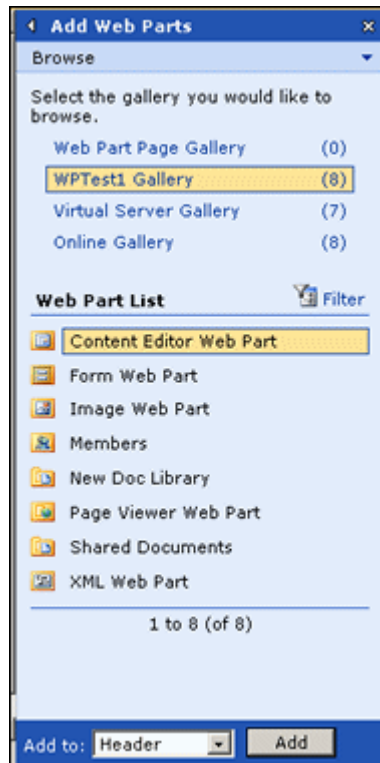 Add Web Parts
Browse
Select the gallery you would like to
browse.
Web Part Page Gallery (0)
WPTest1 Gallery (8)
Virtual Server Gallery (7)
Online Gallery (8)
Web Part List Filter
Content Editor Web Part
Form Web Part
Image Web Part
Members
New Doc Library
Page Viewer Web Part
Shared Documents
XML Web Part
1 to 8 (of 8)
Add to: Header Add